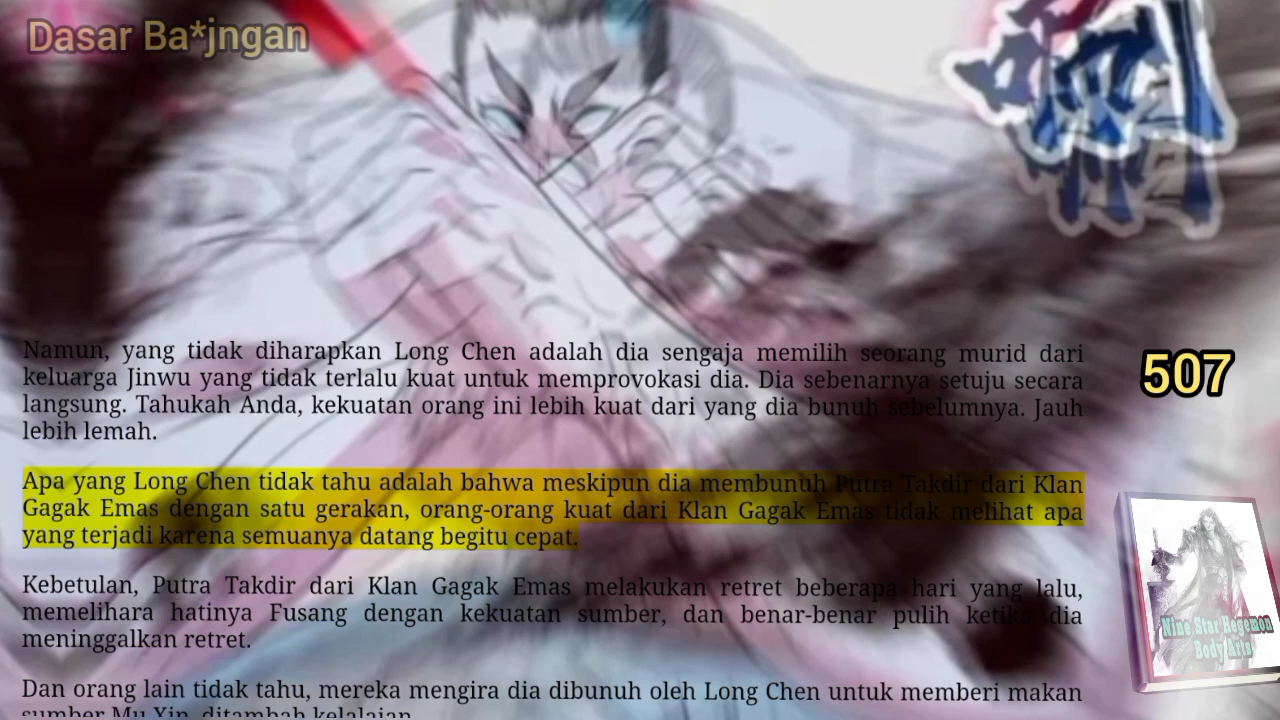 Dasar Ba*jngan
Namun, yang tidak diharapkan Long Chen adalah dia sengaja memilih seorang murid dari
keluarga Jinwu yang tidak terlalu kuat untuk memprovokasi dia. Dia sebenarnya setuju secara
langsung. Tahukah Anda, kekuatan orang ini lebih kuat dari yang dia bunuh sebelumnya. Jauh
lebih lemah.
507
Apa yang Long Chen tidak tahu adalah bahwa meskipun dia membunuh Putra Takdir dari Klan
Gagak Emas dengan satu gerakan, orang-orang kuat dari Klan Gagak Emas tidak melihat apa
yang terjadi karena semuanya datang begitu cepat.
Kebetulan, Putra Takdir dari Klan Gagak Emas melakukan retret beberapa hari yang lalu,
memelihara hatinya Fusang dengan kekuatan sumber, dan benar-benar pulih ketika dia
meninggalkan retret.
Nine Star Hegemon
Body Arts
Dan orang lain tidak tahu, mereka mengira dia dibunuh oleh Long Chen untuk memberi makan
sumber Mu Xin, ditambah kelalaian